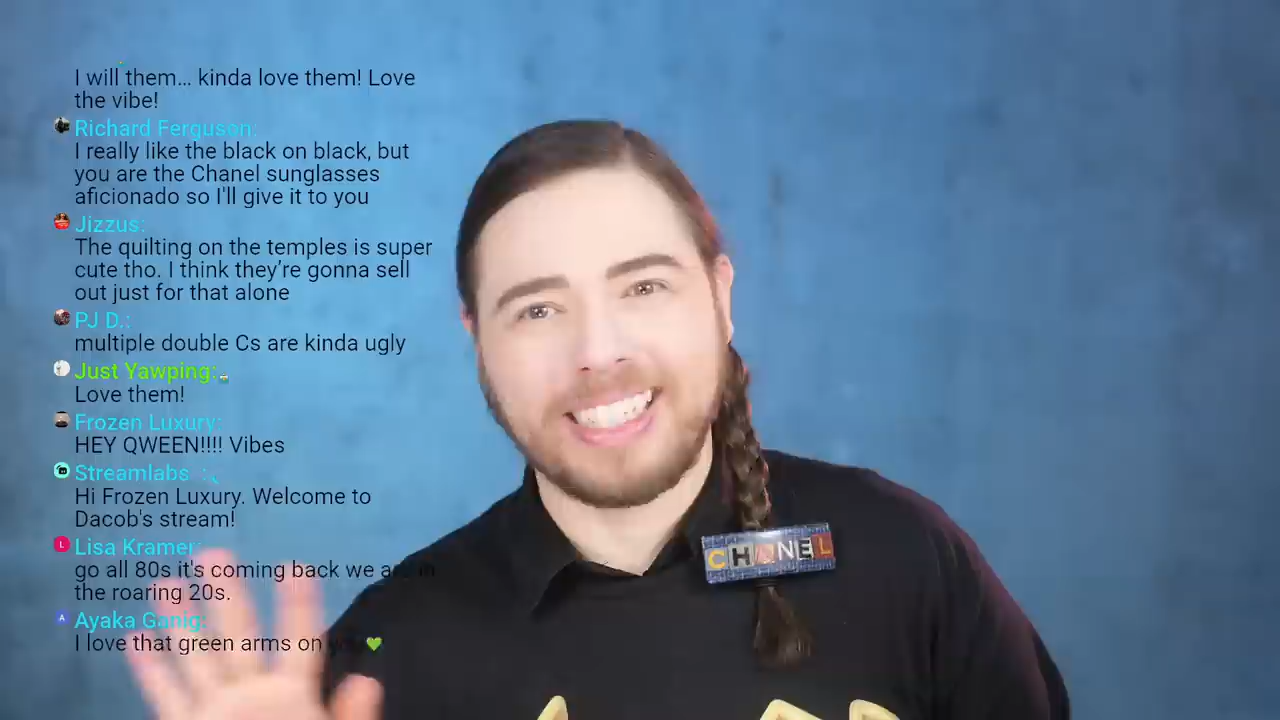 I will them... kinda love them! Love
the vibe!
Richard Ferguson:
I really like the black on black, but
you are the Chanel sunglasses
aficionado so I'll give it to you
Jizzus:
The quilting on the temples is super
cute tho. I think they're gonna sell
out just for that alone
PJ D.:
multiple double Cs are kinda ugly
Just Yawping:
Love them!
Frozen Luxury:
HEY QWEEN!!!! Vibes
Streamlabs :
Hi Frozen Luxury. Welcome to
Dacob's stream!
Lisa Kramer:
go all 80s it's coming back we are in
the roaring 20s.
Ayaka Ganig:
I love that green arms on you 💚
CHANEL